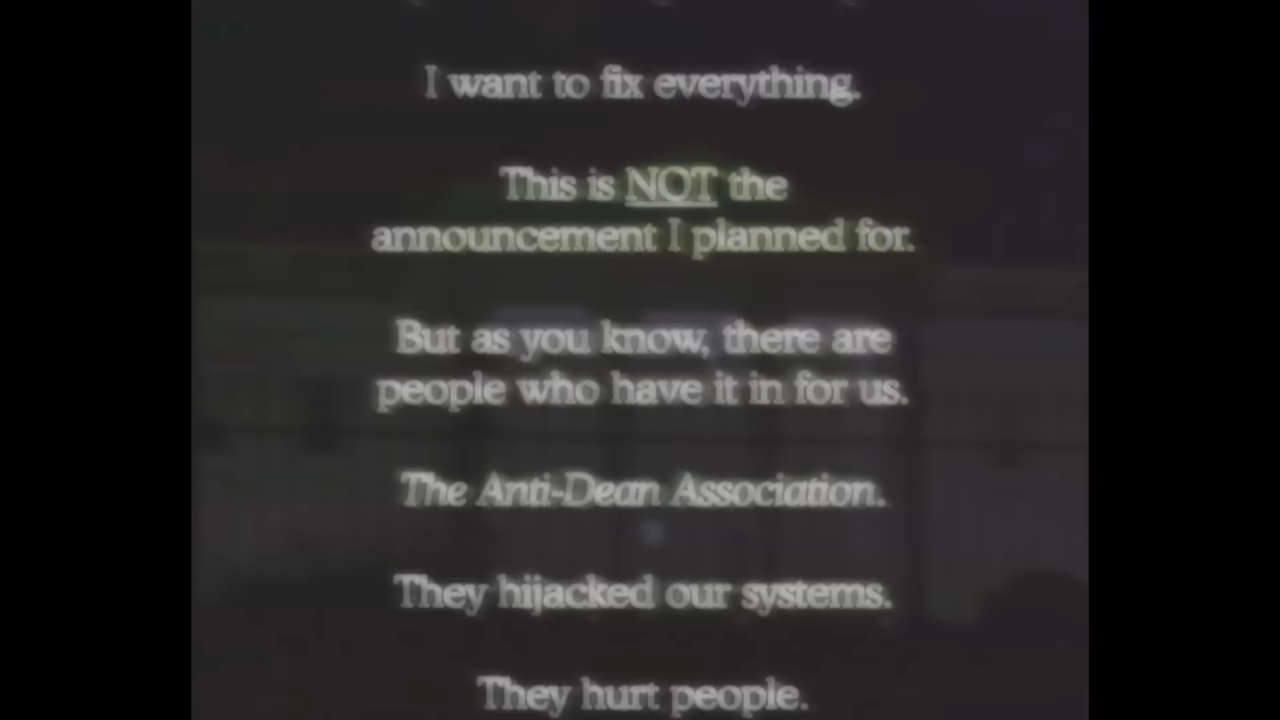 I want to fix everything.
This is NOT the
announcement I planned for.
But as you know, there are
people who have it in for us.
The Anti-Dean Association.
They hijacked our systems.
They hurt people.